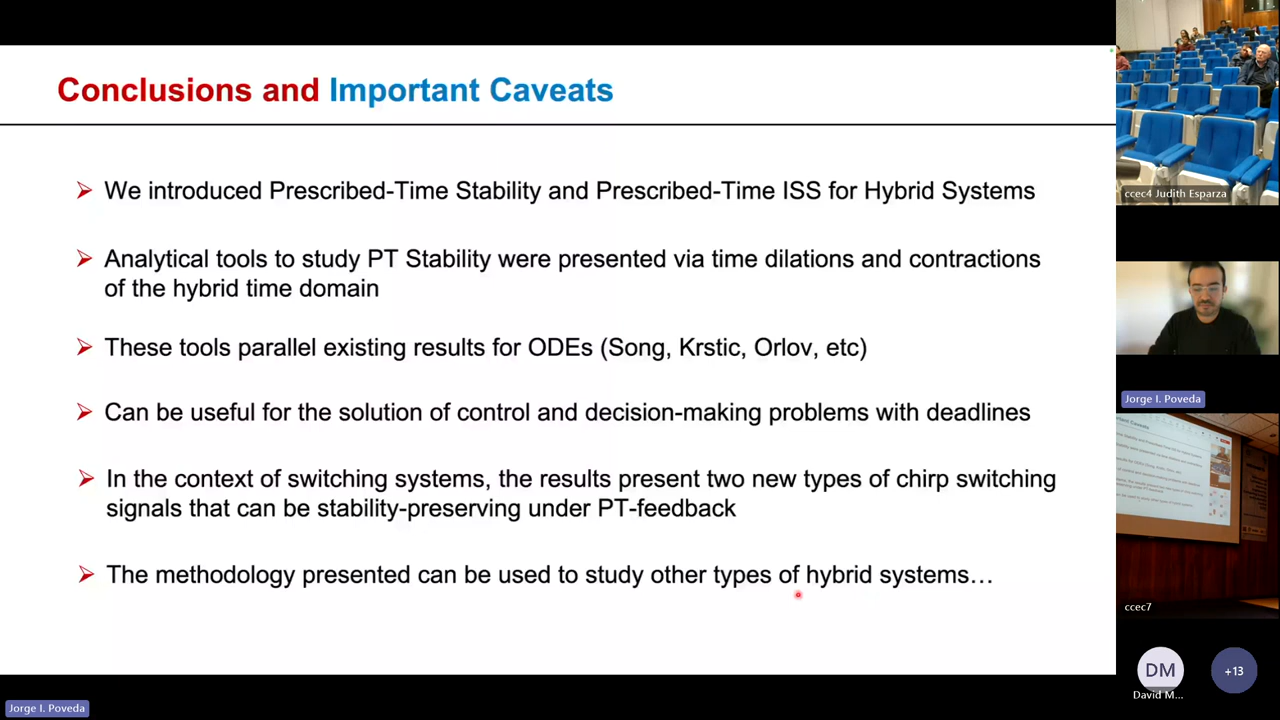 Conclusions and Important Caveats
We introduced Prescribed-Time Stability and Prescribed-Time ISS for Hybrid Systems
Analytical tools to study PT Stability were presented via time dilations and contractions
of the hybrid time domain
These tools parallel existing results for ODEs (Song, Krstic, Orlov, etc)
Can be useful for the solution of control and decision-making problems with deadlines
In the context of switching systems, the results present two new types of chirp switching
signals that can be stability-preserving under PT-feedback
The methodology presented can be used to study other types of hybrid systems…
Jorge I. Poveda
ccec4 Judith Esparza
Jorge I. Poveda
ccec7
DM
David M...
+13